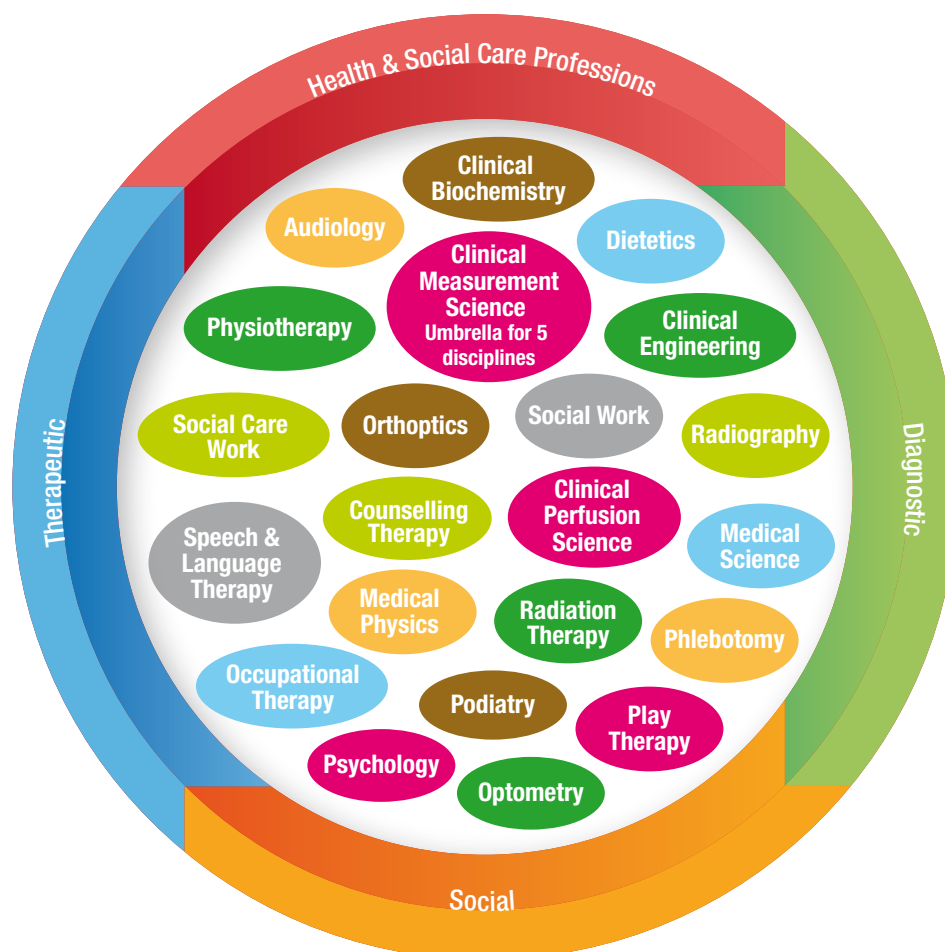 Health & Social Care Professions
Clinical
Biochemistry
Audiology
Dietetics
Clinical
Measurement
Science
Umbrella for 5
disciplines
Physiotherapy
Clinical
Engineering
Social Care
Work
Orthoptics
Social Work
Radiography
Therapeutic
Diagnostic
Counselling
Therapy
Clinical
Perfusion
Science
Speech &
Language
Therapy
Medical
Science
Medical
Physics
Radiation
Therapy
Phlebotomy
Occupational
Therapy
Podiatry
Play
Therapy
Psychology
Optometry
Social